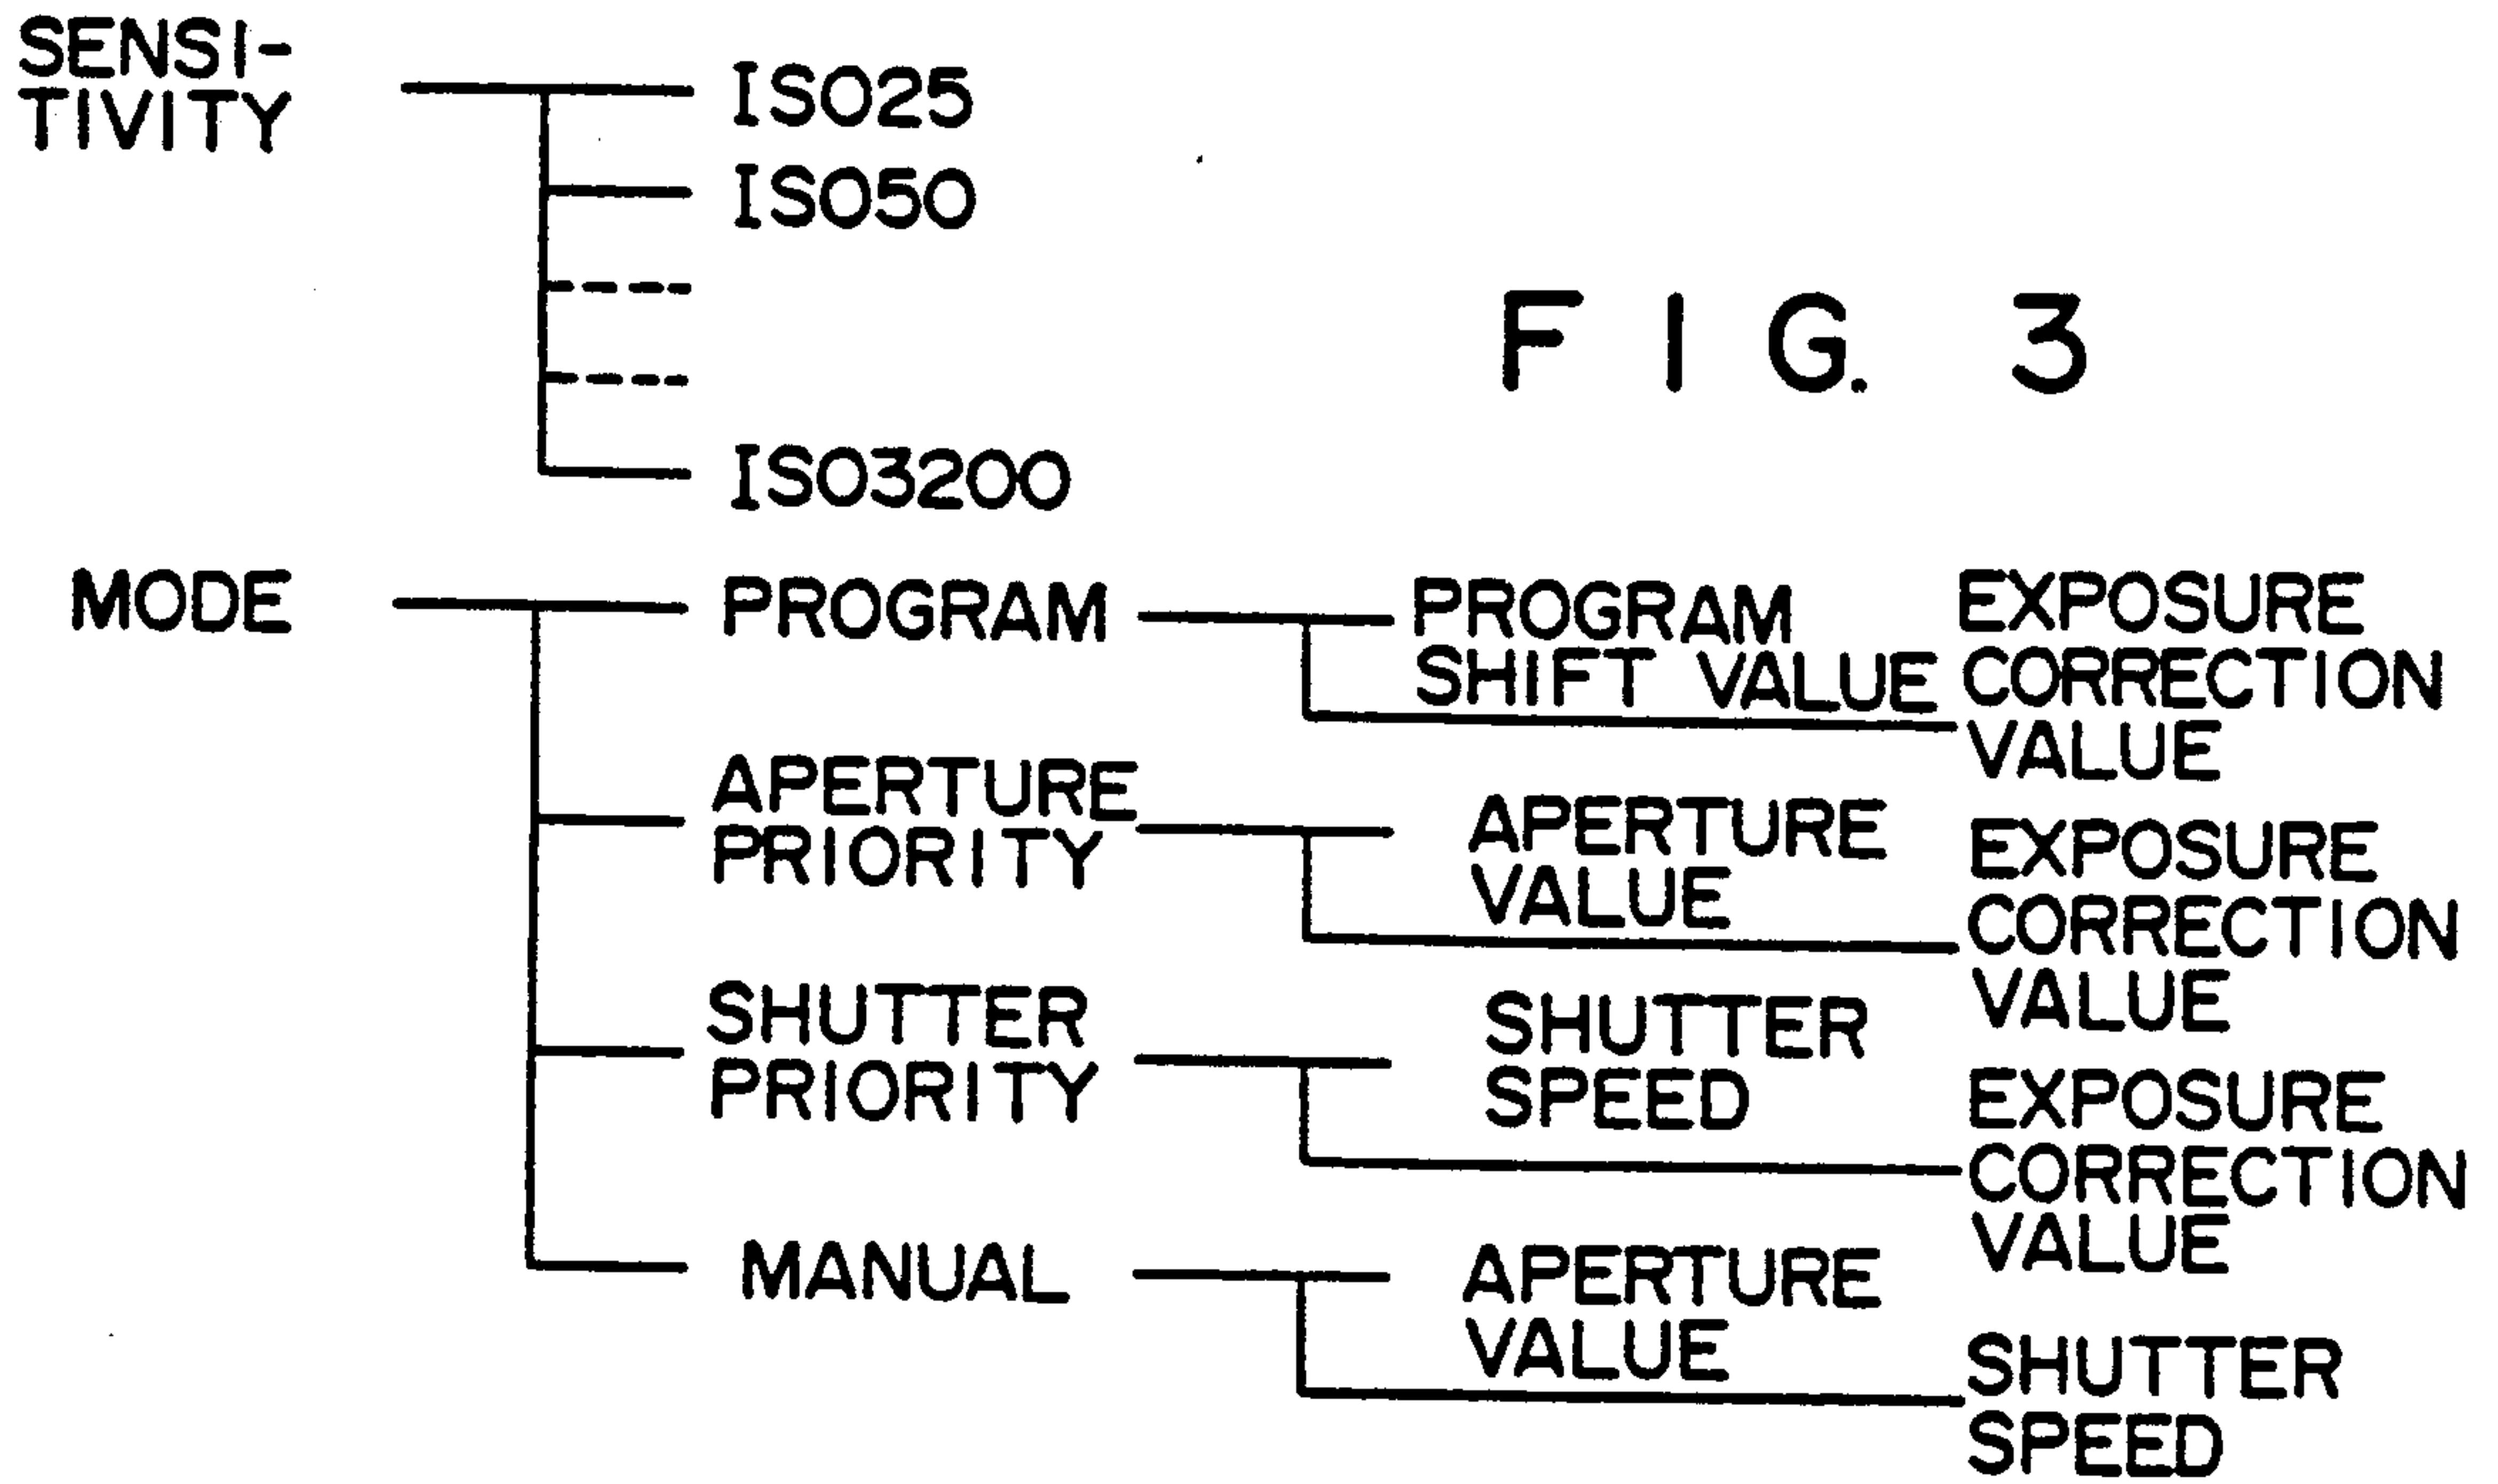 SENSI-
TIVITY
ISO25
ISO50
ISO3200
FIG. 3
MODE
PROGRAM
PROGRAM
SHIFT VALUE
EXPOSURE
CORRECTION
VALUE
APERTURE
PRIORITY
APERTURE
VALUE
EXPOSURE
CORRECTION
VALUE
SHUTTER
PRIORITY
SHUTTER
SPEED
EXPOSURE
CORRECTION
VALUE
MANUAL
APERTURE
VALUE
SHUTTER
SPEED